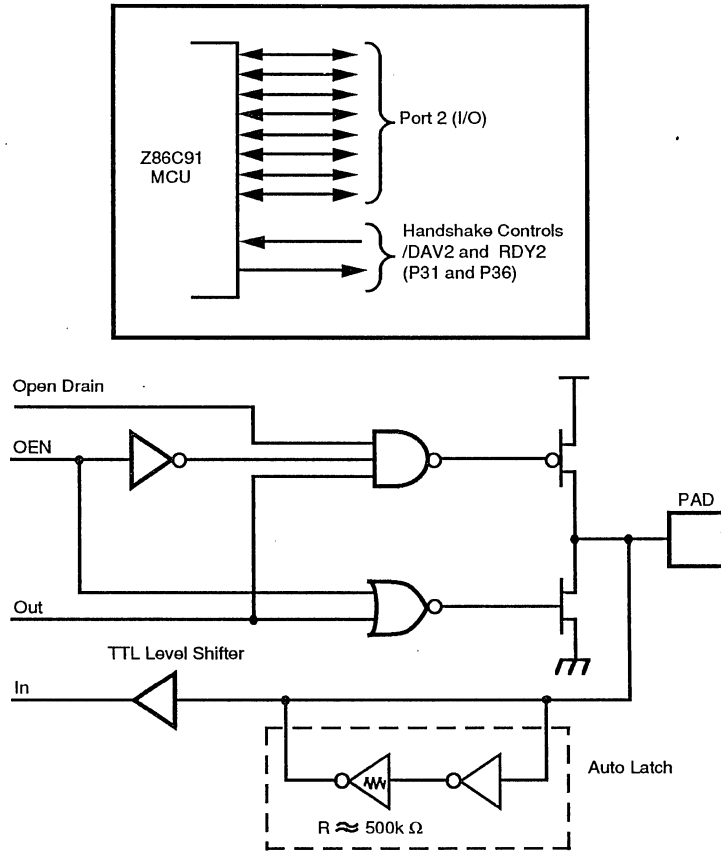 Z86C91
MCU
Port 2 (I/O)
Handshake Controls
/DAV2 and RDY2
(P31 and P36)
Open Drain
OEN
PAD
Out
TTL Level Shifter
In
Auto Latch
R ≈ 500k Ω